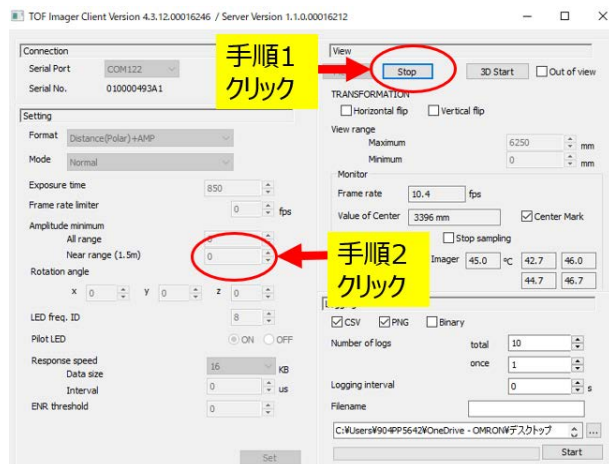 TOF Imager Client Version 4.3.12.00016246 / Server Version 1.1.0.00016212
Connection
Serial Port COM122
Serial No. 010000493A1
手順1
クリック
View
Stop 3D Start Out of view
TRANSFORMATION
Horizontal flip Vertical flip
View range
Maximum 6250 mm
Minimum 0 mm
Setting
Format Distance(Polar)+AMP
Mode Normal
Exposure time 850
Frame rate limiter 0 fps
Amplitude minimum
All range
Near range (1.5m) 0
Rotation angle
X 0 Y 0 Z 0
LED freq. ID 8
Pilot LED ON OFF
Response speed
Data size 16 KB
Interval 0 us
ENR threshold 0
Set
Monitor
Frame rate 10.4 fps
Value of Center 3396 mm Center Mark
Stop sampling
Imager 45.0 ℃ 42.7 46.0
44.7 46.7
手順2
クリック
CSV PNG Binary
Number of logs total 10
once 1
Logging interval 0 s
Filename
C:¥Users¥904PP5642¥OneDrive - OMRON¥デスクトップ ...
Start